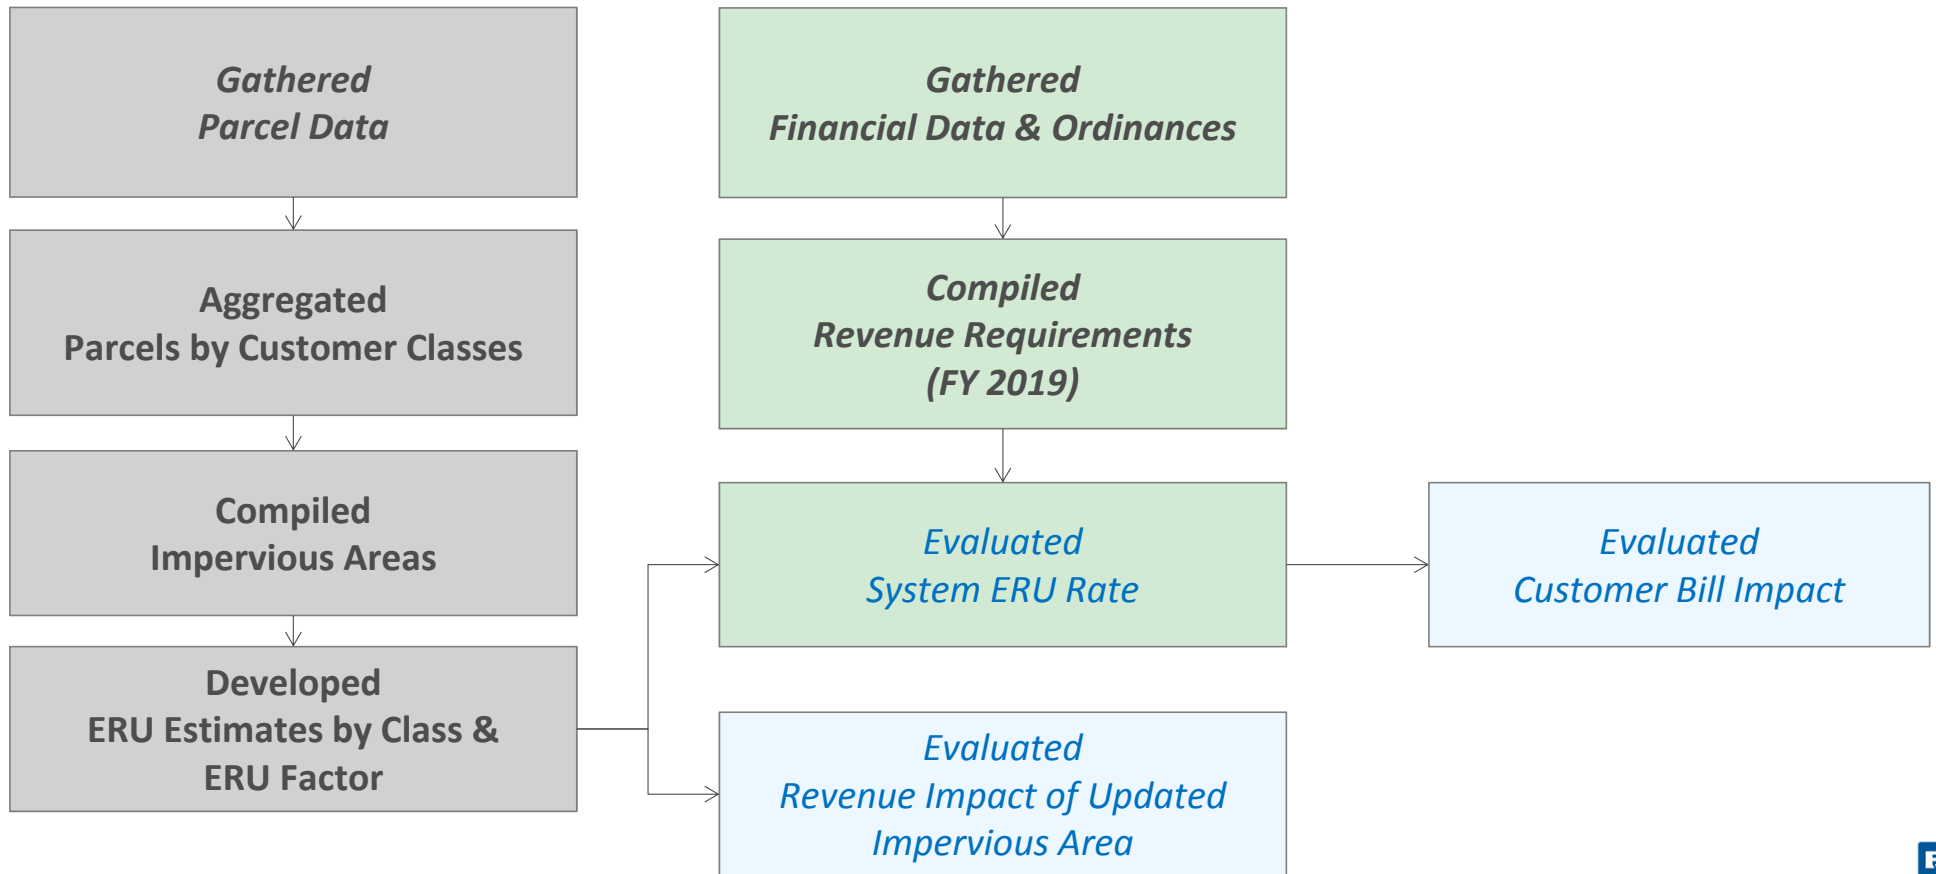 Gathered
Parcel Data
Gathered
Financial Data & Ordinances
Aggregated
Parcels by Customer Classes
Compiled
Revenue Requirements
(FY 2019)
Compiled
Impervious Areas
Evaluated
System ERU Rate
Evaluated
Customer Bill Impact
Developed
ERU Estimates by Class &
ERU Factor
Evaluated
Revenue Impact of Updated
Impervious Area